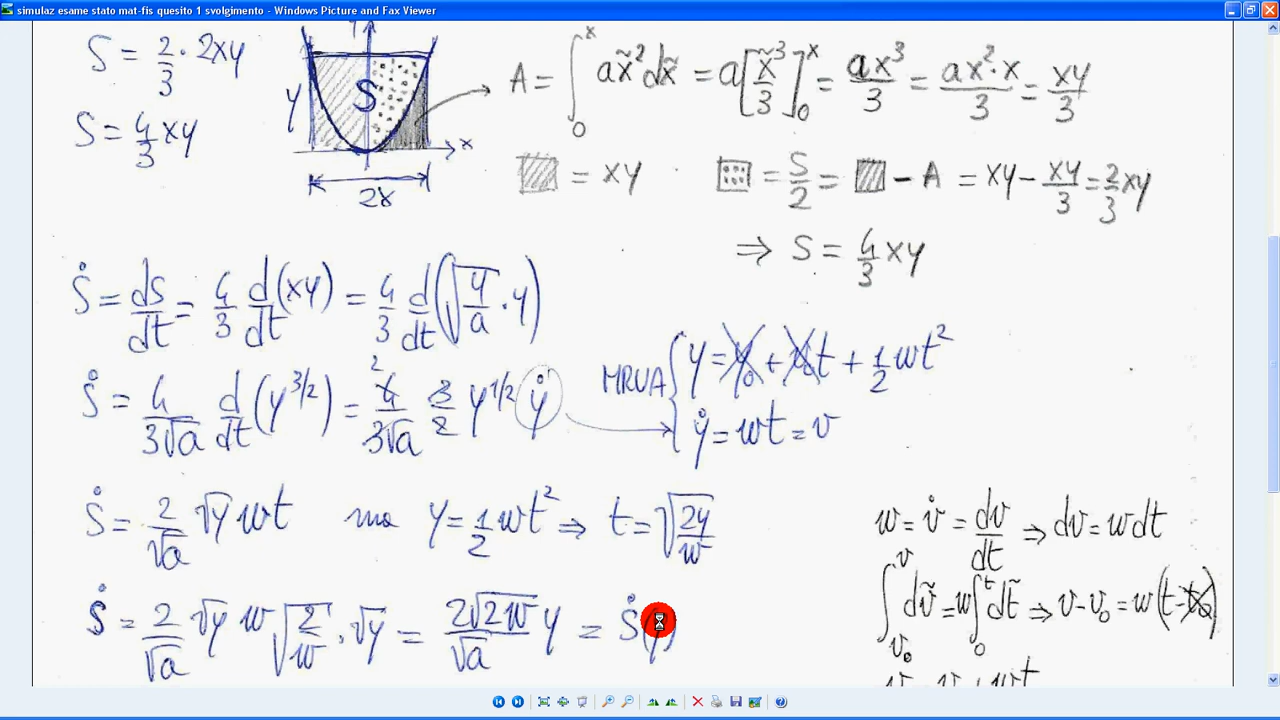 simulaz esame stato mat-fis quesito 1 svolgimento - Windows Picture and Fax Viewer
S = 2/3 · 2xy
S = 4/3 xy
y
S
x
2x
A = ∫₀ˣ ax̃² dx̃ = a[x̃³/3]₀ˣ = ax³/3 = ax²·x/3 = xy/3
▨ = xy
⚄ = S/2 = ▨ − A = xy − xy/3 = 2/3 xy
⇒ S = 4/3 xy
Ṡ = dS/dt = 4/3 d/dt (xy) = 4/3 d/dt (√(y/a) · y)
Ṡ = 4/(3√a) d/dt (y^3/2) = 4/(3√a) 3/2 y^1/2 ẏ
2
MRUA { y = y₀ + v₀t + 1/2 wt²
ẏ = wt = v
Ṡ = 2/√a √y wt ma y = 1/2 wt² ⇒ t = √(2y/w)
Ṡ = 2/√a √y w √(2/w) · √y = 2√(2w)/√a y = Ṡ(y)
w = v̇ = dv/dt ⇒ dv = w dt
∫ᵥ₀ᵛ dṽ = w ∫₀ᵗ dt̃ ⇒ v − v₀ = w(t − t₀)